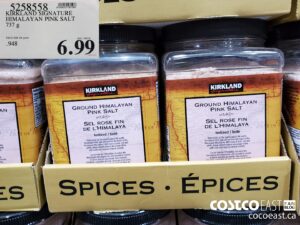 5258558
KIRKLAND SIGNATURE
HIMALAYAN PINK SALT
737 g
.948
6.99
KIRKLAND
GROUND HIMALAYAN
PINK SALT
SEL ROSE FIN
DE L'HIMALAYA
KIRKLAND
GROUND HIMALAYAN
PINK SALT
SEL ROSE FIN
DE L'HIMALAYA
SPICES · ÉPICES
COSTCO EAST
cocoeast.ca